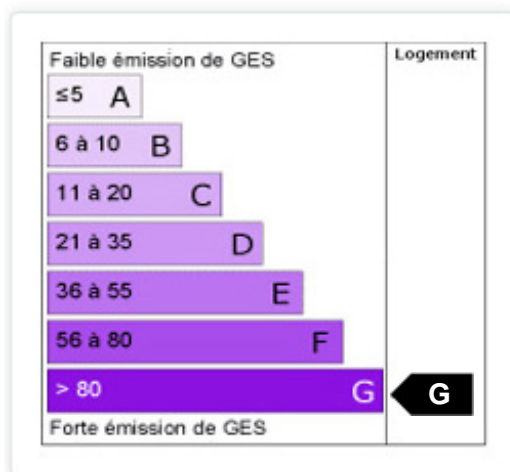 Faible émission de GES
Logement
≤5 A
6 à 10 B
11 à 20 C
21 à 35 D
36 à 55 E
56 à 80 F
> 80 G G
Forte émission de GES